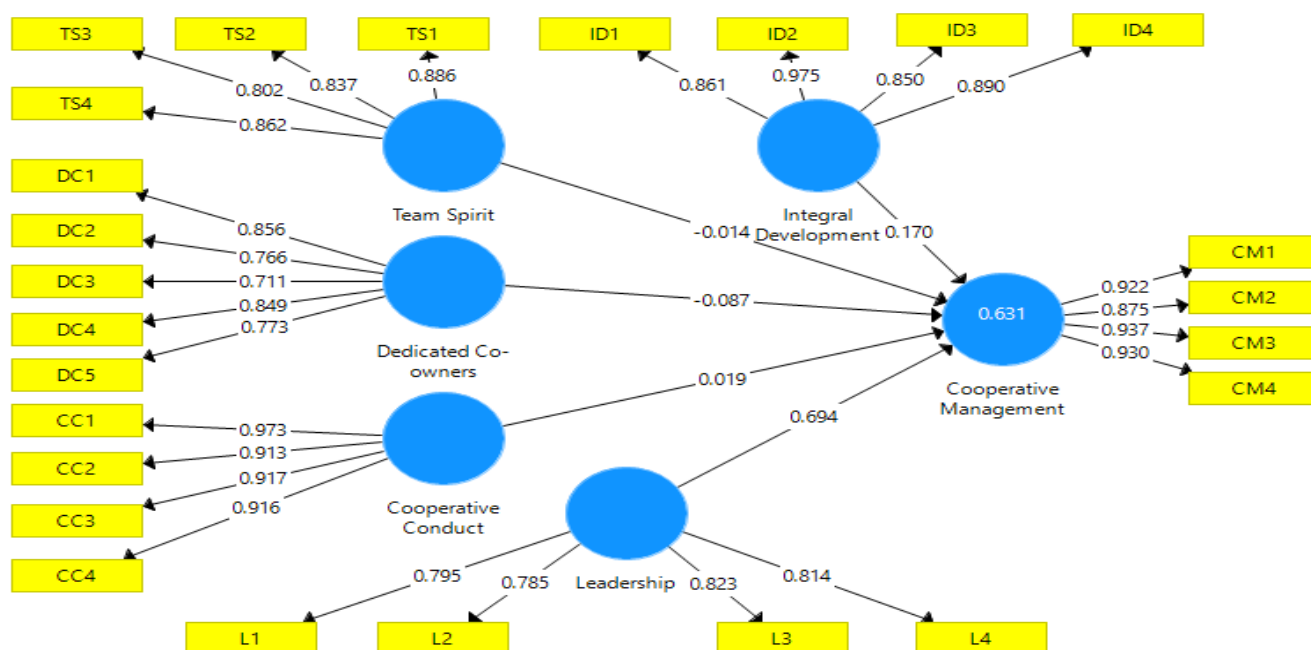 TS3
TS2
TS1
ID1
ID2
ID3
ID4
0.802
0.837
0.886
0.861
0.975
0.850
0.890
TS4
0.862
DC1
Team Spirit
Integral
Development
-0.014
0.170
DC2
0.856
0.766
DC3
0.711
DC4
0.849
DC5
0.773
-0.087
Dedicated Co-
owners
0.631
Cooperative
Management
0.922
CM1
0.875
CM2
0.937
CM3
0.930
CM4
CC1
0.973
CC2
0.913
CC3
0.917
CC4
0.916
Cooperative
Conduct
0.019
0.694
Leadership
0.795
0.785
0.823
0.814
L1
L2
L3
L4